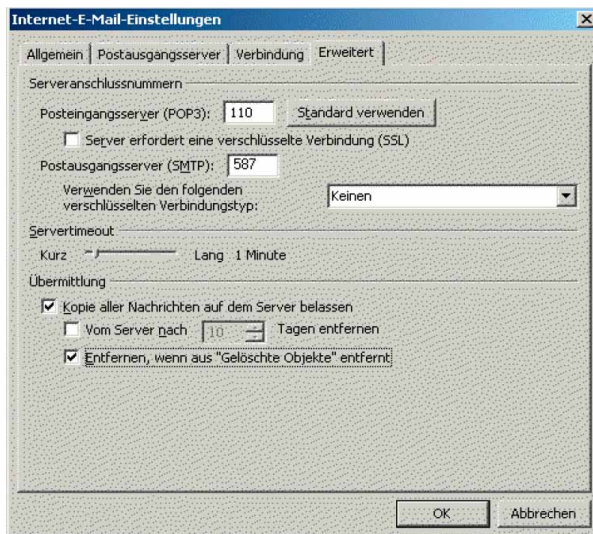 Internet-E-Mail-Einstellungen
Allgemein Postausgangsserver Verbindung Erweitert
Serveranschlussnummern
Posteingangsserver (POP3): 110 Standard verwenden
Server erfordert eine verschlüsselte Verbindung (SSL)
Postausgangsserver (SMTP): 587
Verwenden Sie den folgenden
verschlüsselten Verbindungstyp: Keinen
Servertimeout
Kurz Lang 1 Minute
Übermittlung
Kopie aller Nachrichten auf dem Server belassen
Vom Server nach 10 Tagen entfernen
Entfernen, wenn aus "Gelöschte Objekte" entfernt
OK Abbrechen